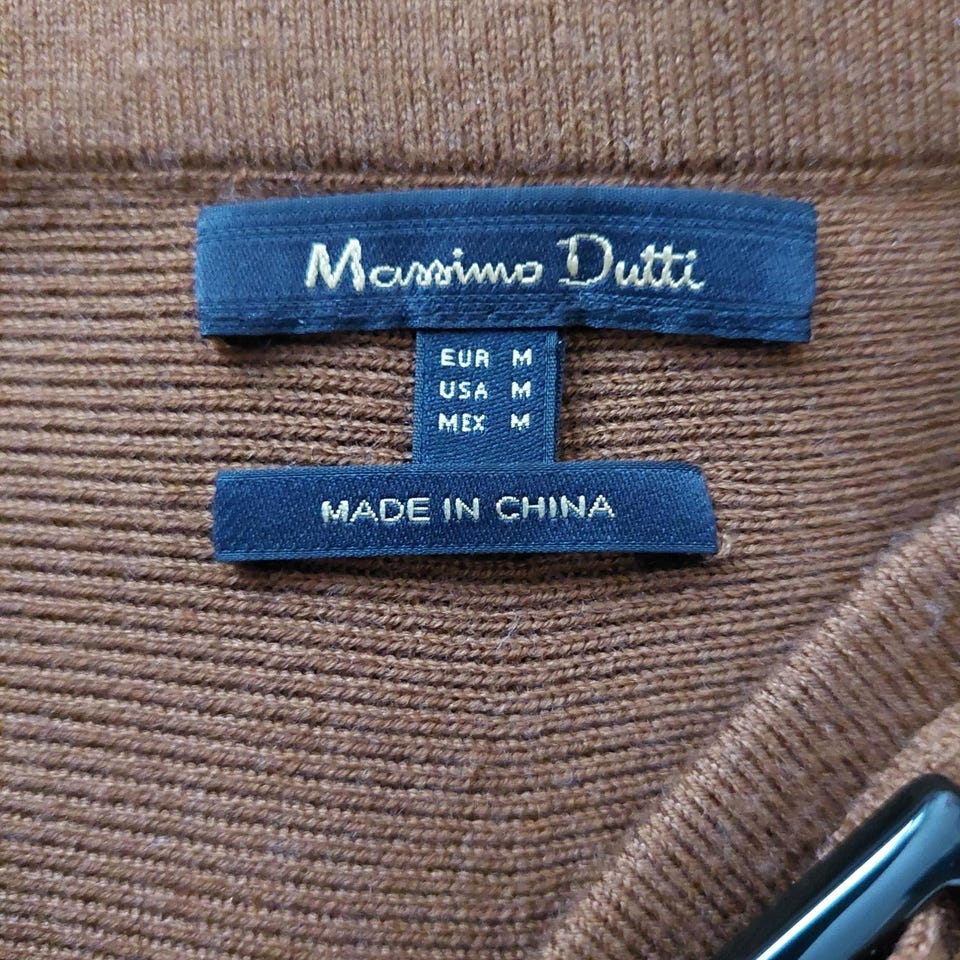 Massimo Dutti
EUR M
USA M
MEX M
MADE IN CHINA